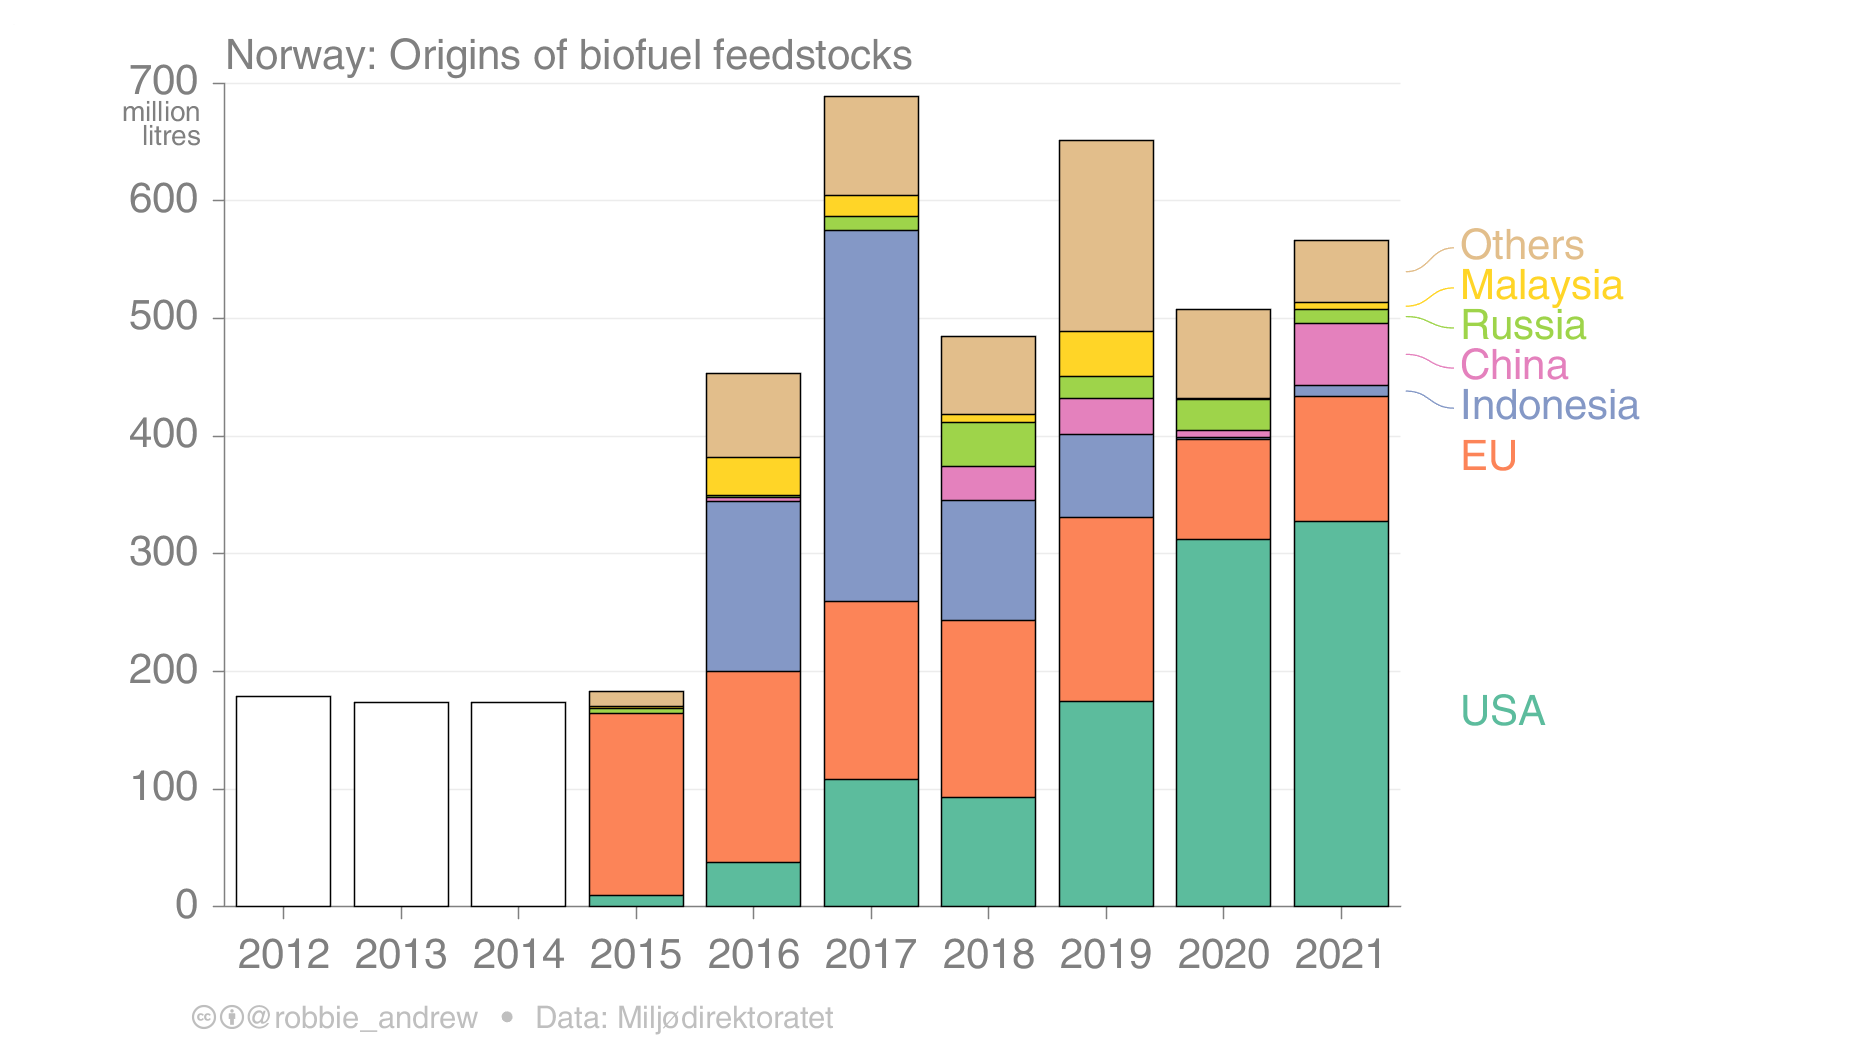 Norway: Origins of biofuel feedstocks
700
million
litres
600
500
400
300
200
100
0
Others
Malaysia
Russia
China
Indonesia
EU
USA
2012 2013 2014 2015 2016 2017 2018 2019 2020 2021
cc @robbie_andrew • Data: Miljødirektoratet